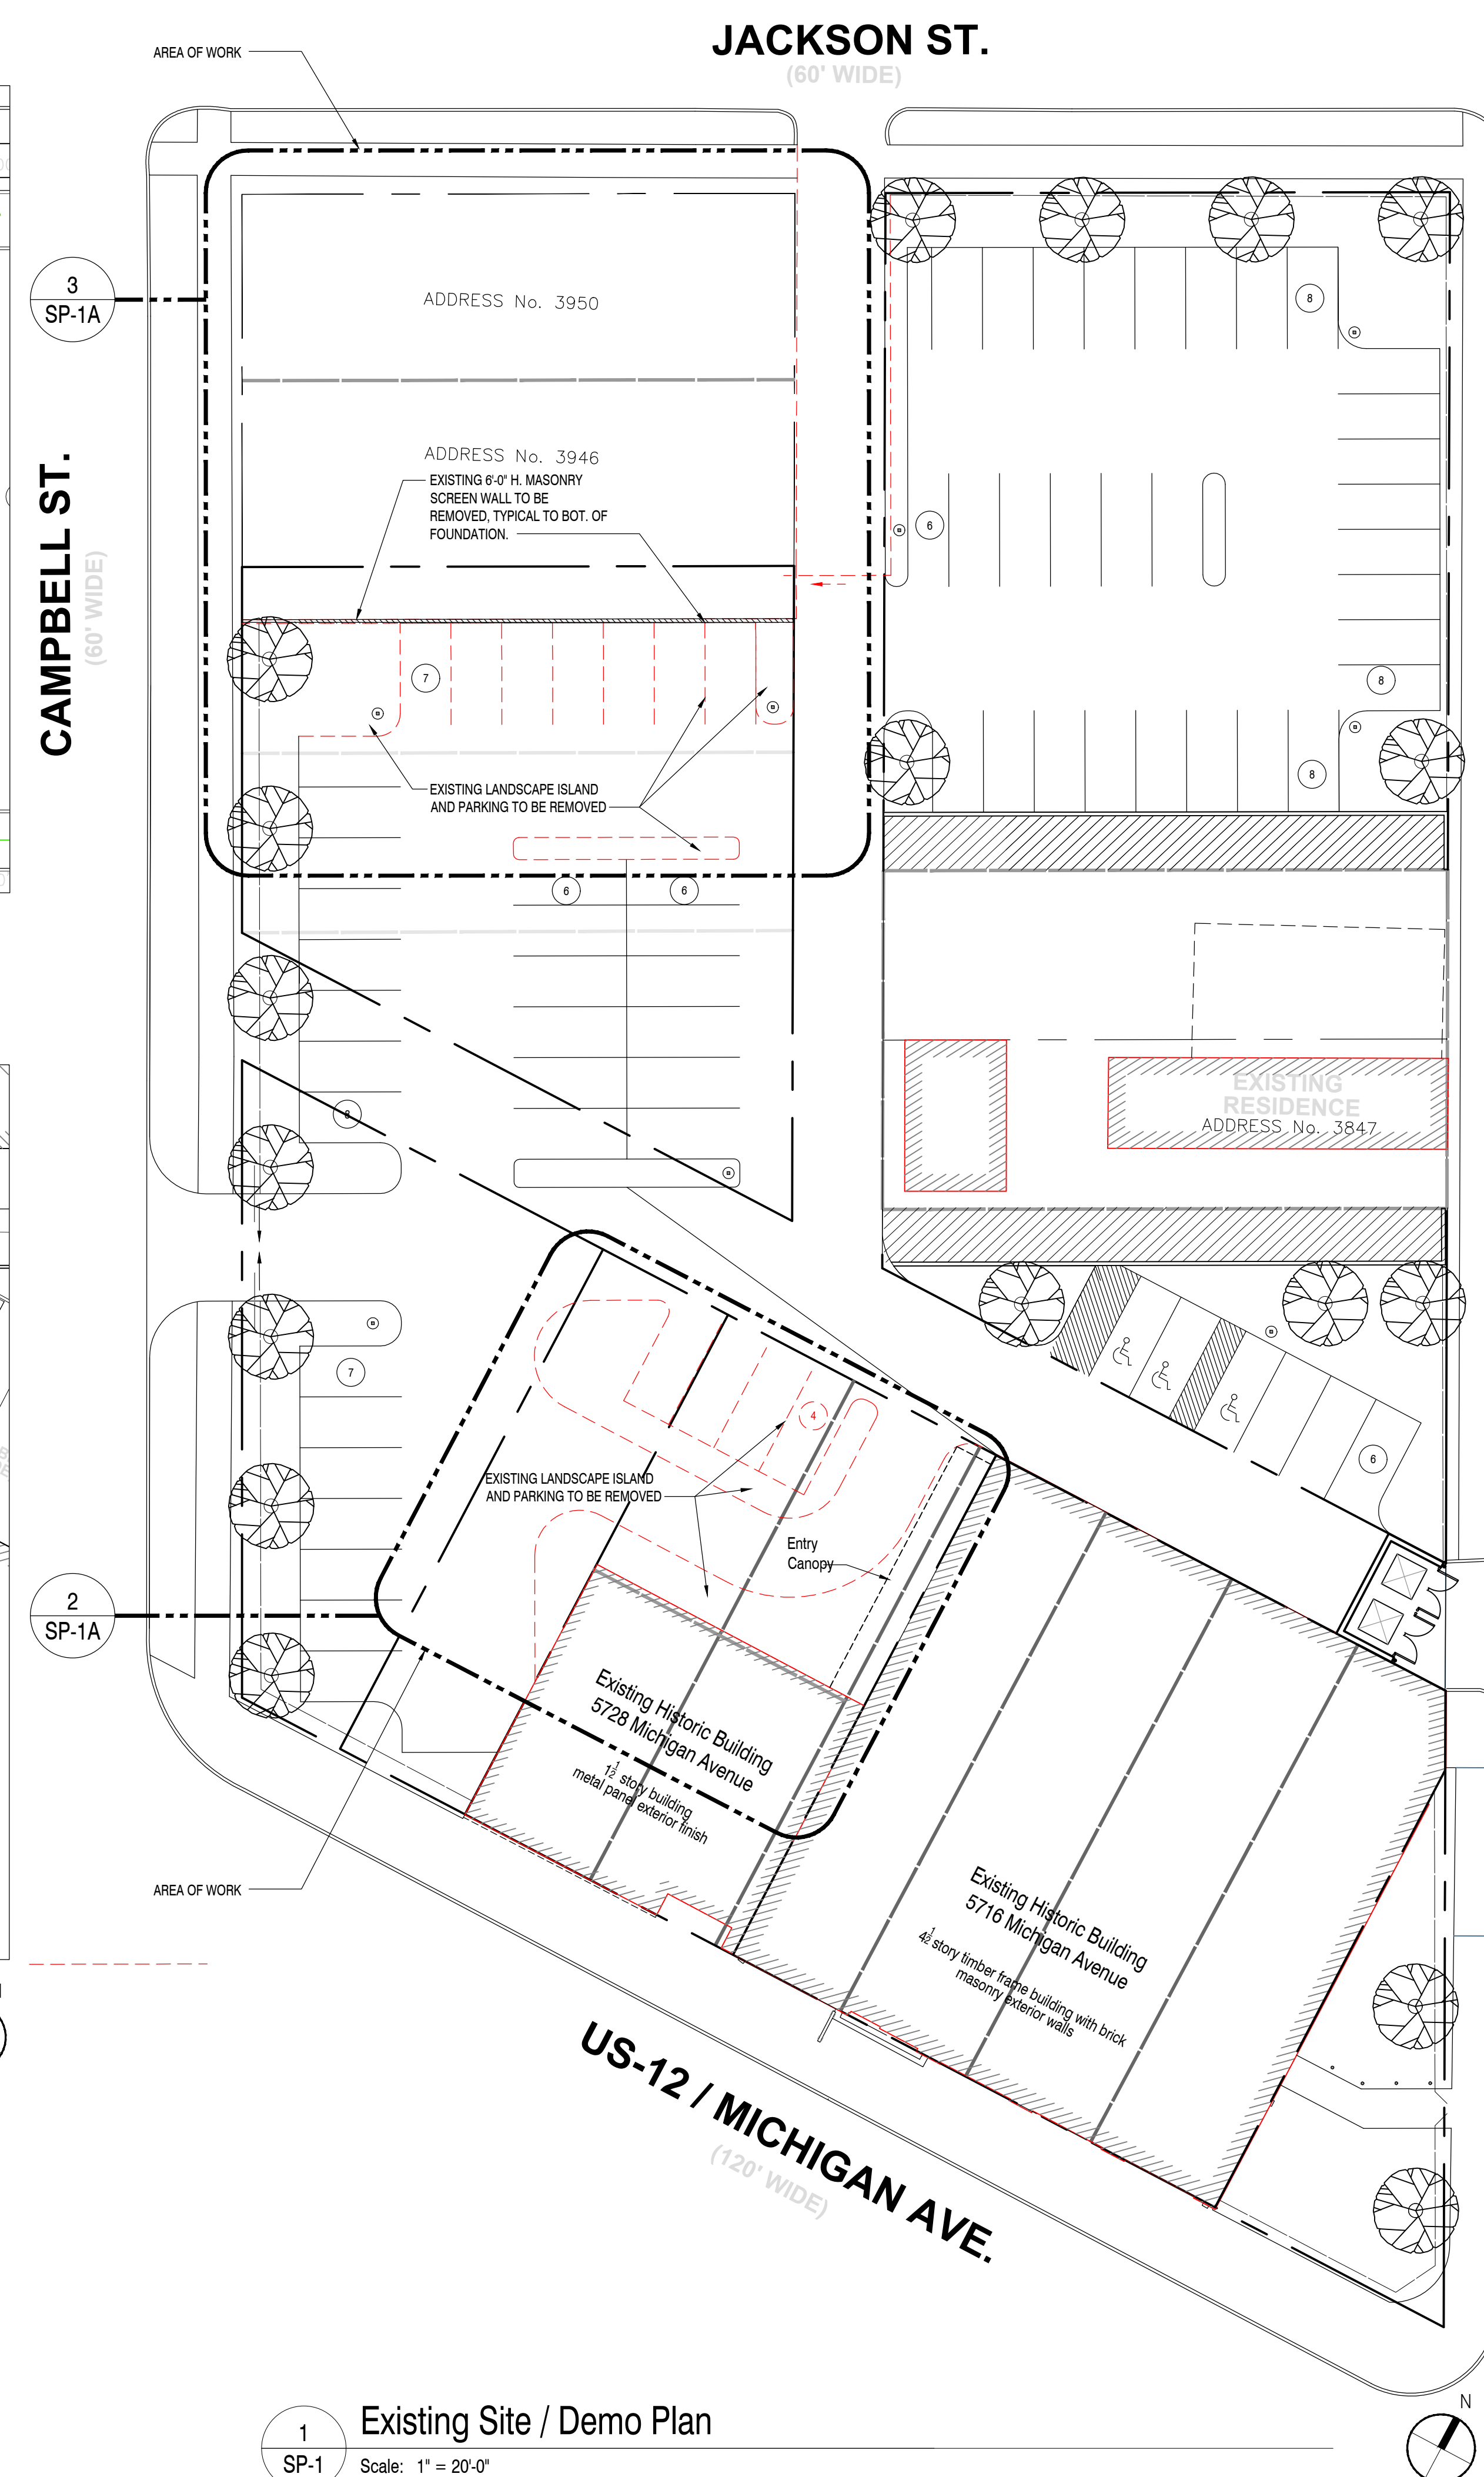 JACKSON ST.
(60' WIDE)
AREA OF WORK
3
SP-1A
ADDRESS No. 3950
8
CAMPBELL ST.
(60' WIDE)
ADDRESS No. 3946
EXISTING 6'-0" H. MASONRY
SCREEN WALL TO BE
REMOVED, TYPICAL TO BOT. OF
FOUNDATION.
6
7
8
EXISTING LANDSCAPE ISLAND
AND PARKING TO BE REMOVED
8
6
6
EXISTING
RESIDENCE
ADDRESS No. 3847
8
7
4
6
EXISTING LANDSCAPE ISLAND
AND PARKING TO BE REMOVED
Entry
Canopy
2
SP-1A
Existing Historic Building
5728 Michigan Avenue
1½ story building
metal panel exterior finish
AREA OF WORK
Existing Historic Building
5716 Michigan Avenue
4½ story timber frame building with brick
masonry exterior walls
US-12 / MICHIGAN AVE.
(120' WIDE)
N
1
SP-1
Existing Site / Demo Plan
Scale: 1" = 20'-0"